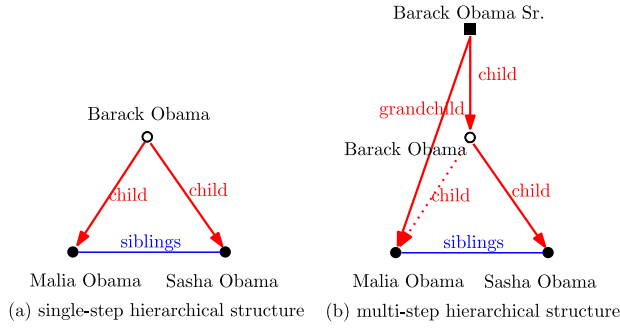 Barack Obama Sr.
child
grandchild
Barack Obama
Barack Obama
child
child
child
child
siblings
siblings
Malia Obama
Sasha Obama
Malia Obama
Sasha Obama
(a) single-step hierarchical structure
(b) multi-step hierarchical structure